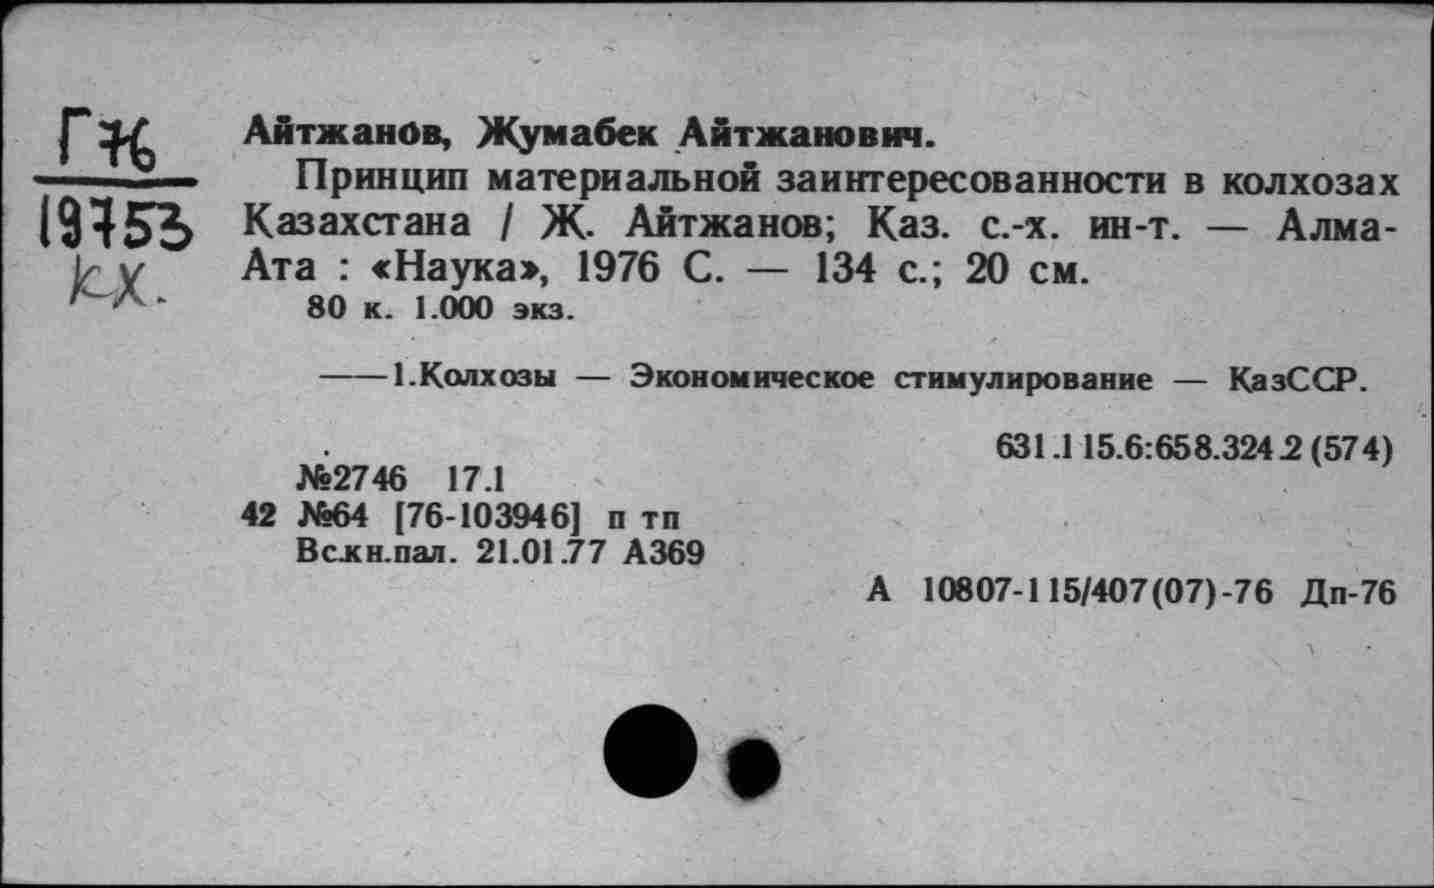 Айтжанов, Жумабек Айтжанович.
Принцип материальной заинтересованности в колхозах
Казахстана / Ж. Айтжанов; Каз. с.-х. ин-т. — Алма-
Ата : «Наука», 1976 С. — 134 с.; 20 см.
80 к. 1.000 экз.
——1.Колхозы — Экономическое стимулирование — КазССР.
631.115.6:658.324.2 (574)
№2746 17.1
42 №64 [76-103946] п тп
Вс.кн.пал. 21.01.77 А369
А 10807-115/407(07)-76 Дп-76
19753
кх.